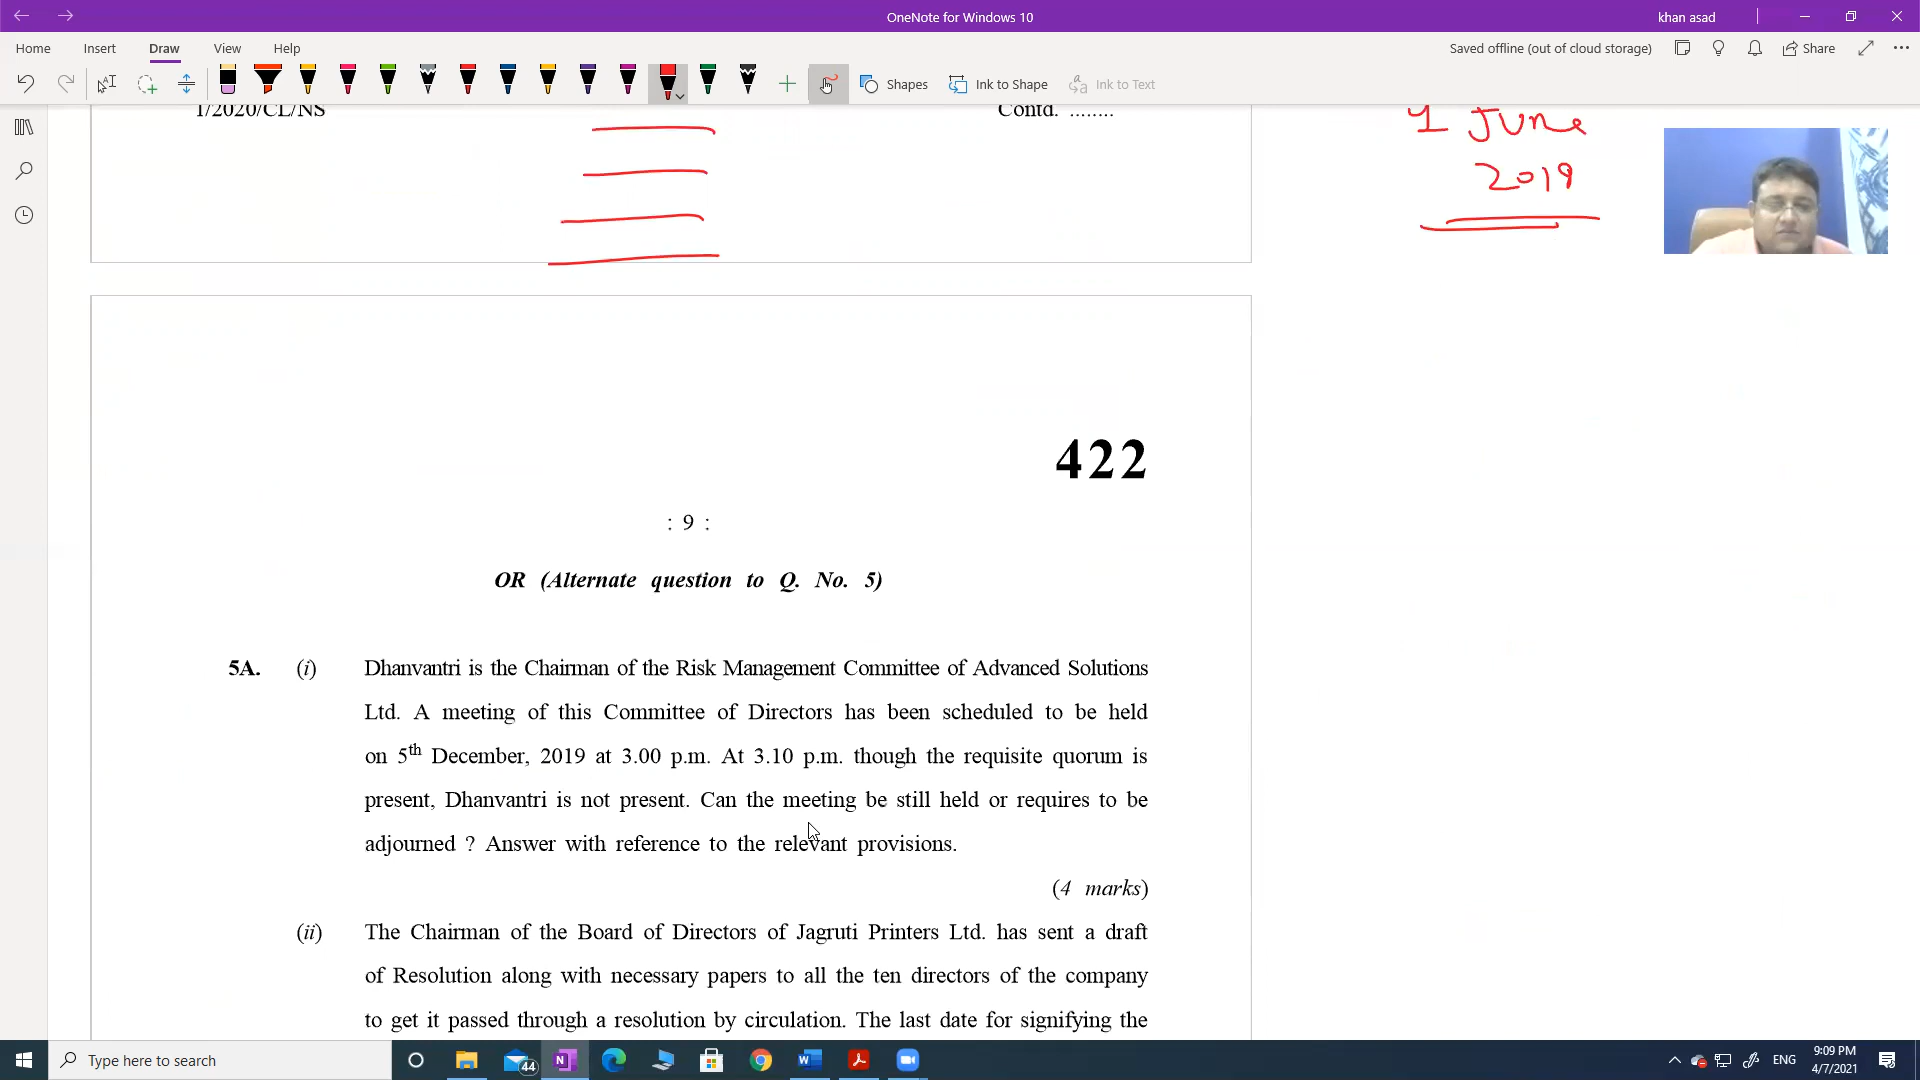 OneNote for Windows 10
khan asad
Home Insert Draw View Help
Saved offline (out of cloud storage)
Share
Shapes
Ink to Shape
Ink to Text
1/2020/CL/NS Contd. ........
1 June
2019
422
: 9 :
OR (Alternate question to Q. No. 5)
5A. (i) Dhanvantri is the Chairman of the Risk Management Committee of Advanced Solutions
Ltd. A meeting of this Committee of Directors has been scheduled to be held
on 5th December, 2019 at 3.00 p.m. At 3.10 p.m. though the requisite quorum is
present, Dhanvantri is not present. Can the meeting be still held or requires to be
adjourned ? Answer with reference to the relevant provisions.
(4 marks)
(ii) The Chairman of the Board of Directors of Jagruti Printers Ltd. has sent a draft
of Resolution along with necessary papers to all the ten directors of the company
to get it passed through a resolution by circulation. The last date for signifying the
Type here to search
44
ENG
9:09 PM
4/7/2021